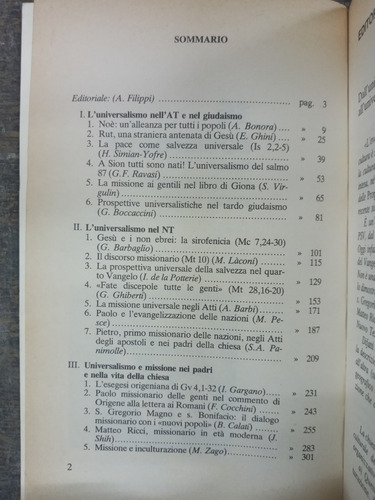 SOMMARIO
Editoriale: (A. Filippi) pag. 3
I. L'universalismo nell'AT e nel giudaismo
1. Noè: un'alleanza per tutti i popoli (A. Bonora) .... » 9
2. Rut, una straniera antenata di Gesù (E. Ghini) .... » 25
3. La pace come salvezza universale (Is 2,2-5)
(H. Simian-Yofre) » 39
4. A Sion tutti sono nati! L'universalismo del salmo
87 (G.F. Ravasi) » 53
5. La missione ai gentili nel libro di Giona (S. Vir-
gulin) » 65
6. Prospettive universalistiche nel tardo giudaismo
(G. Boccaccini) » 81
II. L'universalismo nel NT
1. Gesù e i non ebrei: la sirofenicia (Mc 7,24-30)
(G. Barbaglio) » 101
2. Il discorso missionario (Mt 10) (M. Làconi) » 115
3. La prospettiva universale della salvezza nel quar-
to Vangelo (I. de la Potterie) » 129
4. «Fate discepole tutte le genti» (Mt 28,16-20)
(G. Ghiberti) » 153
5. La missione universale negli Atti (A. Barbi) » 171
6. Paolo e l'evangelizzazione delle nazioni (M. Pe-
sce) » 187
7. Pietro, primo missionario delle nazioni, negli Atti
degli apostoli e nei padri della chiesa (S.A. Pa-
nimolle) » 209
III. Universalismo e missione nei padri
e nella vita della chiesa
1. L'esegesi origeniana di Gv 4,1-32 (I. Gargano) » 231
2. Paolo missionario delle genti nel commento di
Origene alla lettera ai Romani (F. Cocchini) » 243
3. S. Gregorio Magno e s. Bonifacio: il dialogo
missionario con i «nuovi popoli» (B. Calati) » 255
4. Matteo Ricci, missionario in età moderna (J.
Shih) » 283
5. Missione e inculturazione (M. Zago) » 301
2